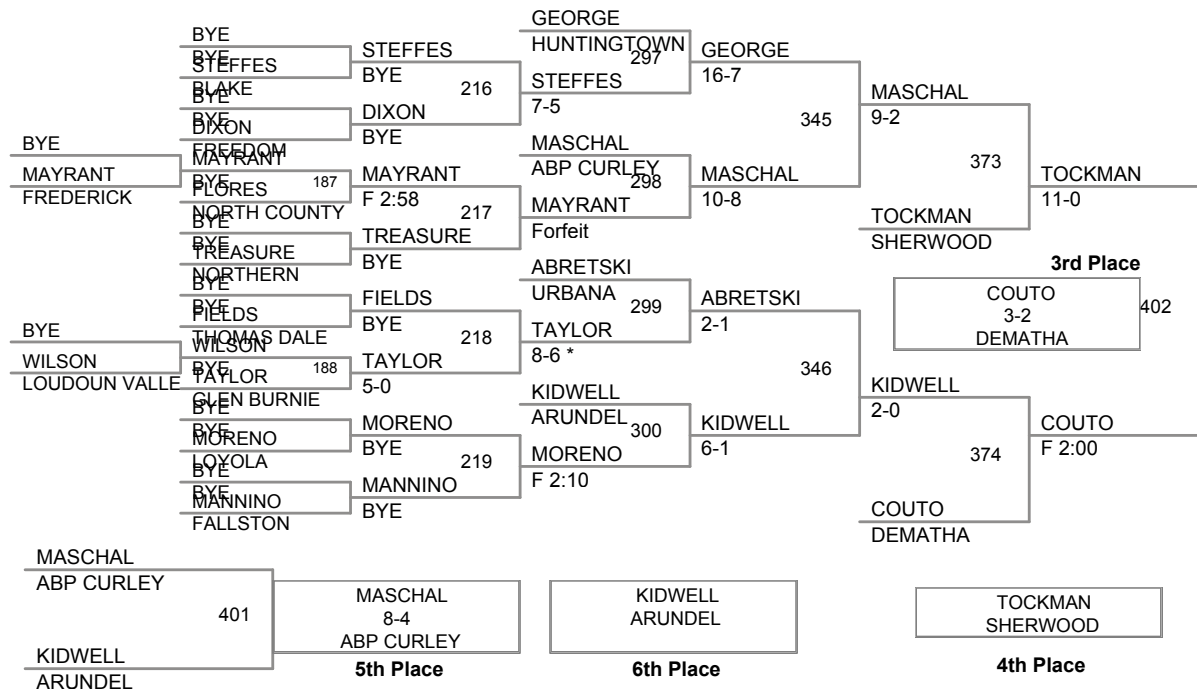 BYE
MAYRANT
FREDERICK
BYE
WILSON
LOUDOUN VALLE
BYE
BYE
STEFFES
BLAKE
BYE
BYE
DIXON
FREEDOM
MAYRANT
BYE
187
FLORES
NORTH COUNTY
BYE
BYE
TREASURE
NORTHERN
BYE
BYE
FIELDS
THOMAS DALE
WILSON
BYE
188
TAYLOR
GLEN BURNIE
BYE
BYE
MORENO
LOYOLA
BYE
BYE
MANNINO
FALLSTON
STEFFES
BYE
216
DIXON
BYE
MAYRANT
F 2:58
217
TREASURE
BYE
FIELDS
BYE
218
TAYLOR
5-0
MORENO
BYE
219
MANNINO
BYE
GEORGE
HUNTINGTOWN
297
STEFFES
7-5
MASCHAL
ABP CURLEY
298
MAYRANT
Forfeit
ABRETSKI
URBANA
299
TAYLOR
8-6 *
KIDWELL
ARUNDEL
300
MORENO
F 2:10
GEORGE
16-7
345
MASCHAL
10-8
ABRETSKI
2-1
346
KIDWELL
6-1
MASCHAL
9-2
373
TOCKMAN
SHERWOOD
KIDWELL
2-0
374
COUTO
DEMATHA
TOCKMAN
11-0
3rd Place
COUTO
3-2
DEMATHA
402
COUTO
F 2:00
MASCHAL
ABP CURLEY
401
KIDWELL
ARUNDEL
MASCHAL
8-4
ABP CURLEY
5th Place
KIDWELL
ARUNDEL
6th Place
TOCKMAN
SHERWOOD
4th Place